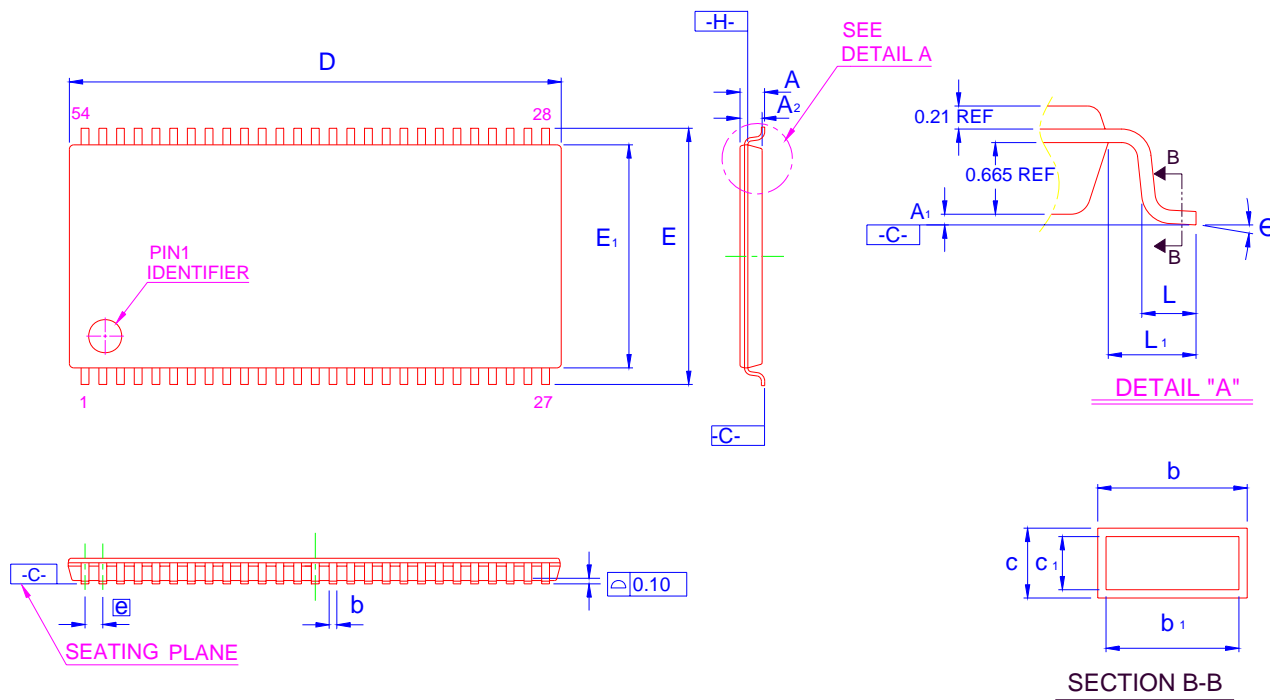 -H-
SEE
DETAIL A
D
A
A2
54
28
0.21 REF
B
0.665 REF
A1
-C-
E1
E
PIN1
IDENTIFIER
B
L
L1
DETAIL "A"
1
27
-C-
b
-C-
0.10
c
c1
e
b
b1
SEATING PLANE
SECTION B-B